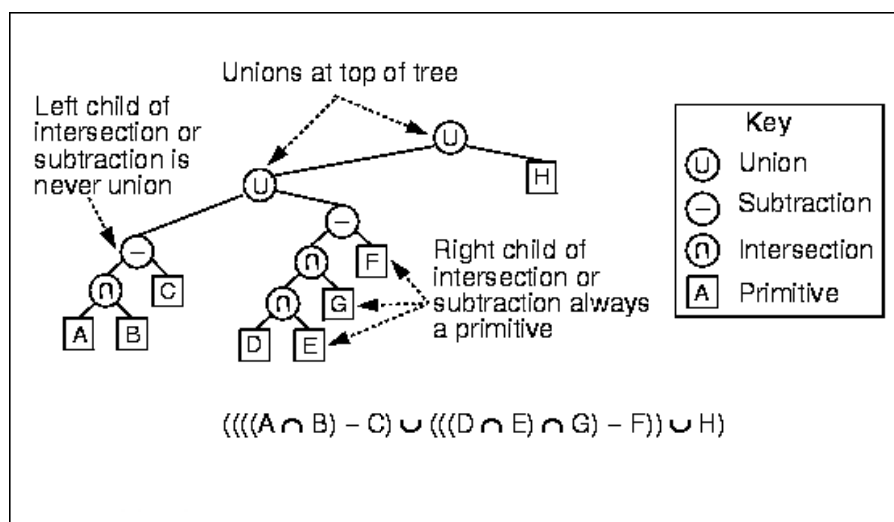 Unions at top of tree
Left child of
intersection or
subtraction is
never union
∪
∪
H
−
−
∩
C
∩
F
A
B
∩
G
D
E
Right child of
intersection or
subtraction always
a primitive
Key
∪ Union
− Subtraction
∩ Intersection
A Primitive
((((A ∩ B) − C) ∪ (((D ∩ E) ∩ G) − F)) ∪ H)